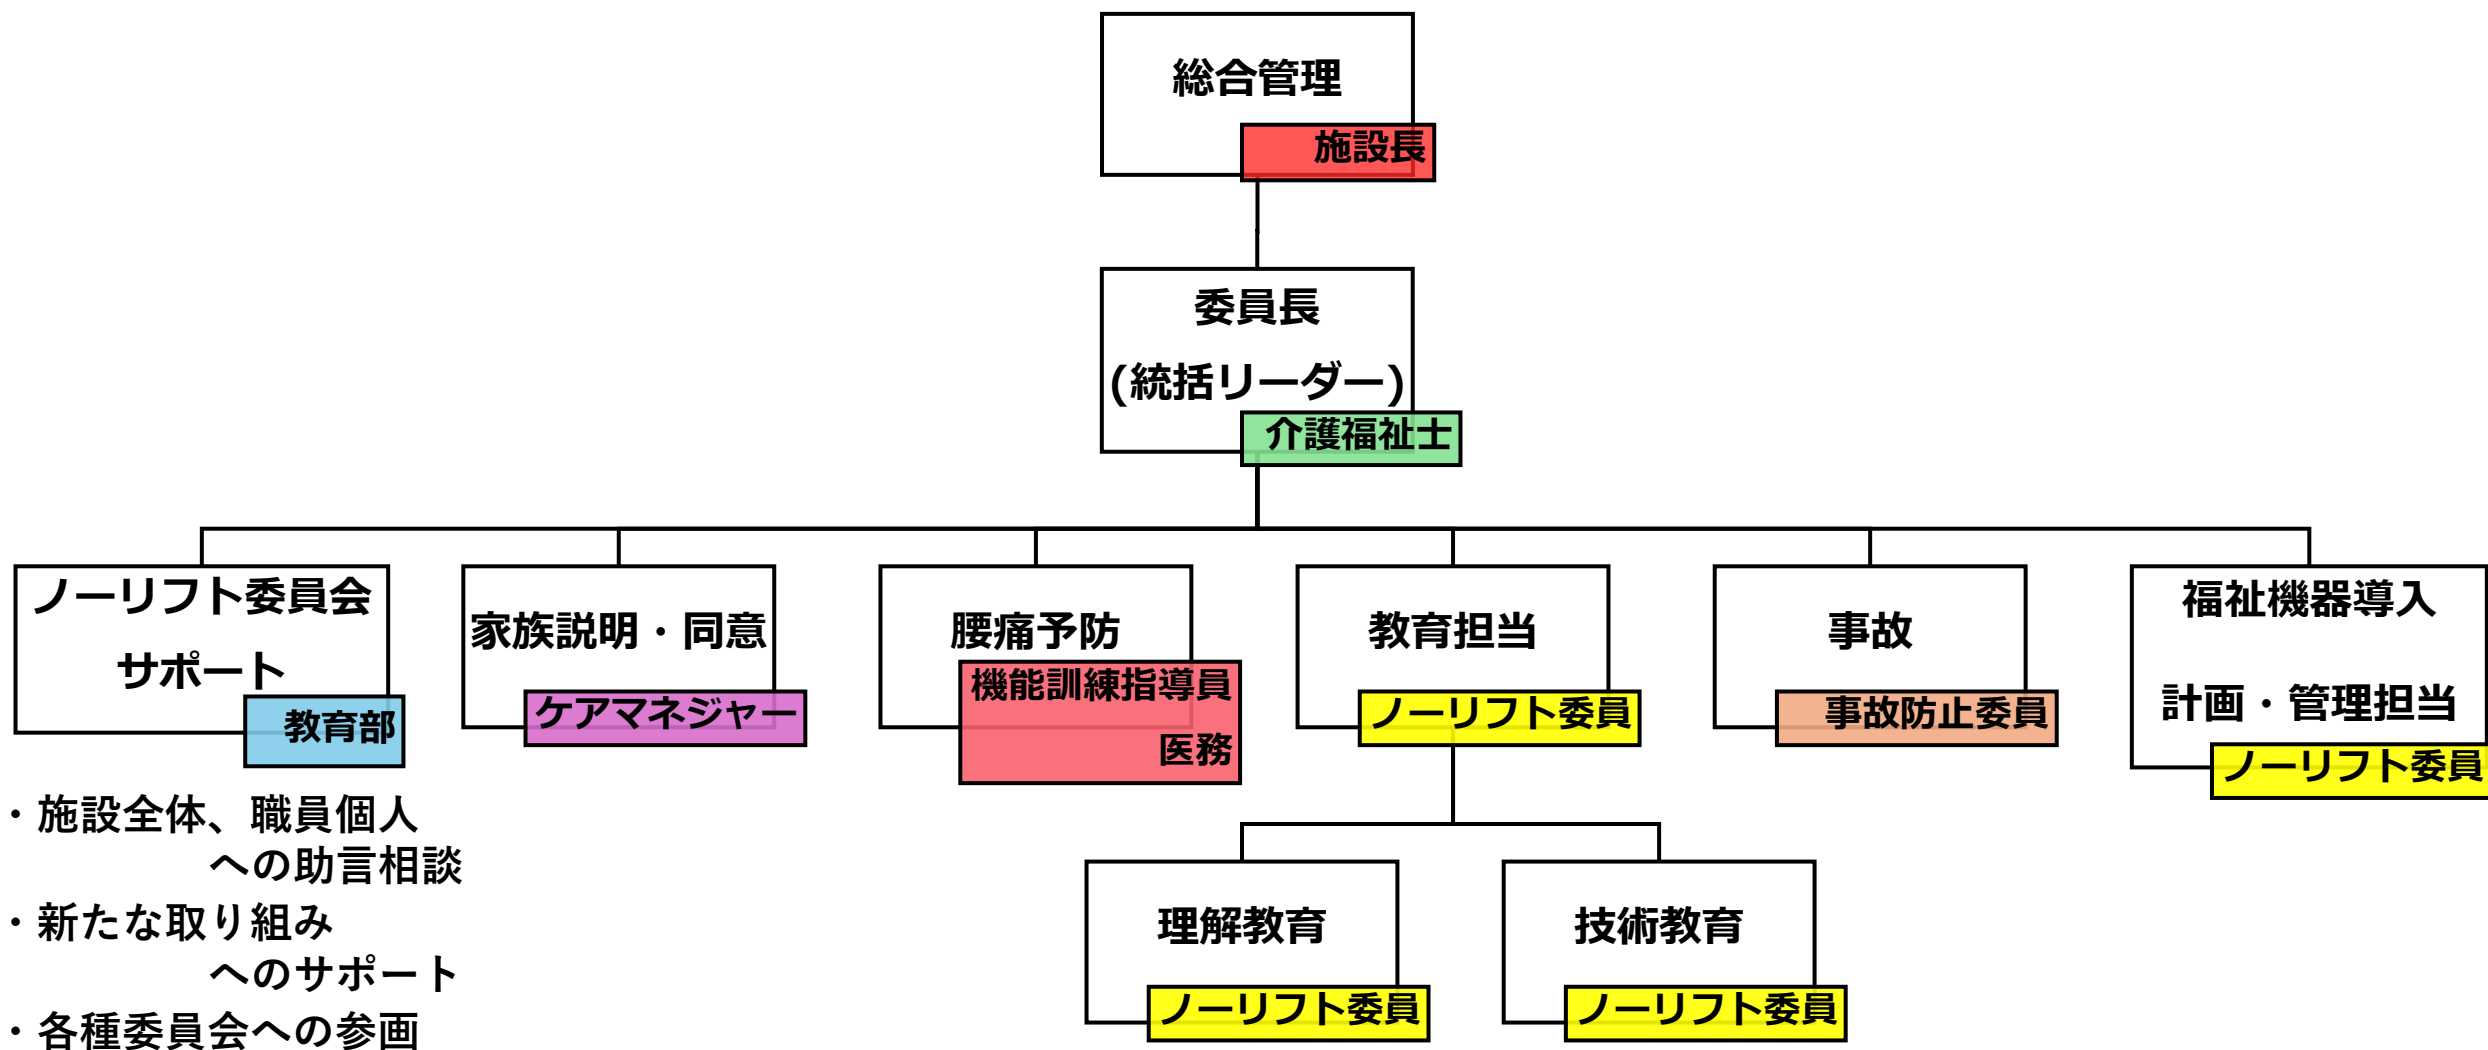 総合管理
施設長
委員長
(統括リーダー)
介護福祉士
ノーリフト委員会
サポート
教育部
家族説明・同意
ケアマネジャー
腰痛予防
機能訓練指導員
医務
教育担当
ノーリフト委員
事故
事故防止委員
福祉機器導入
計画・管理担当
ノーリフト委員
・施設全体、職員個人
への助言相談
・新たな取り組み
へのサポート
・各種委員会への参画
理解教育
ノーリフト委員
技術教育
ノーリフト委員